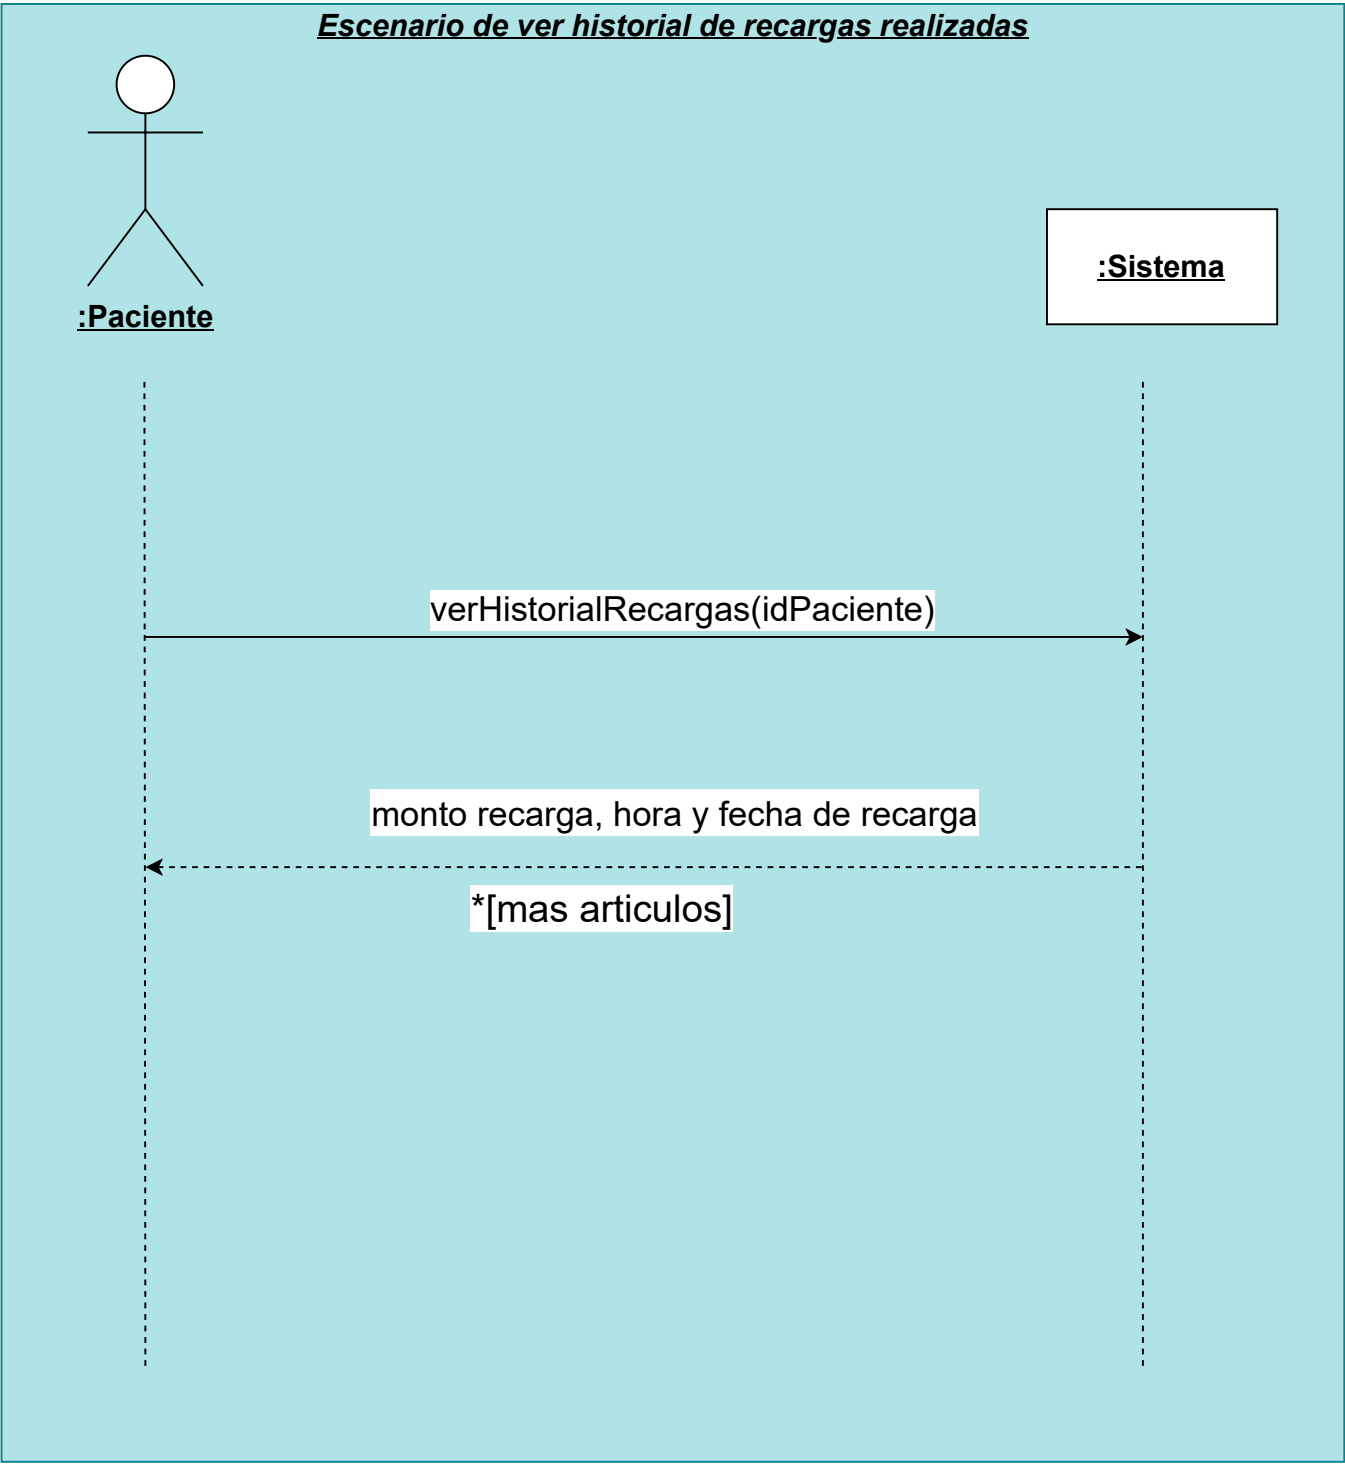 Escenario de ver historial de recargas realizadas
:Sistema
:Paciente
verHistorialRecargas(idPaciente)
monto recarga, hora y fecha de recarga
*[mas articulos]